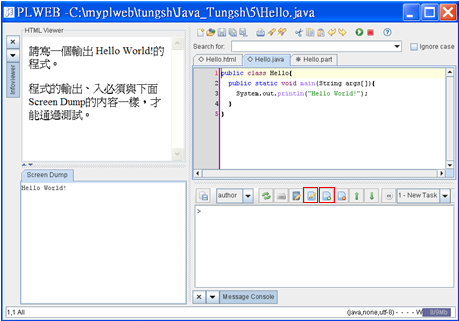 PLWEB -C:\myplweb\tungsh\Java_Tungsh\5\Hello.java
HTML Viewer
Infoviewer
請寫一個輸出 Hello World!的
程式。
程式的輸出、入必須與下面
Screen Dump的內容一樣，才
能通過測試。
Screen Dump
Hello World!
Search for:
Ignore case
Hello.html
Hello.java
Hello.part
1 public class Hello{
2 public static void main(String args[]){
3 System.out.println("Hello World!");
4 }
5 }
author
1 - New Task
>
Message Console
1,1 All
(java,none,utf-8) - - - - W